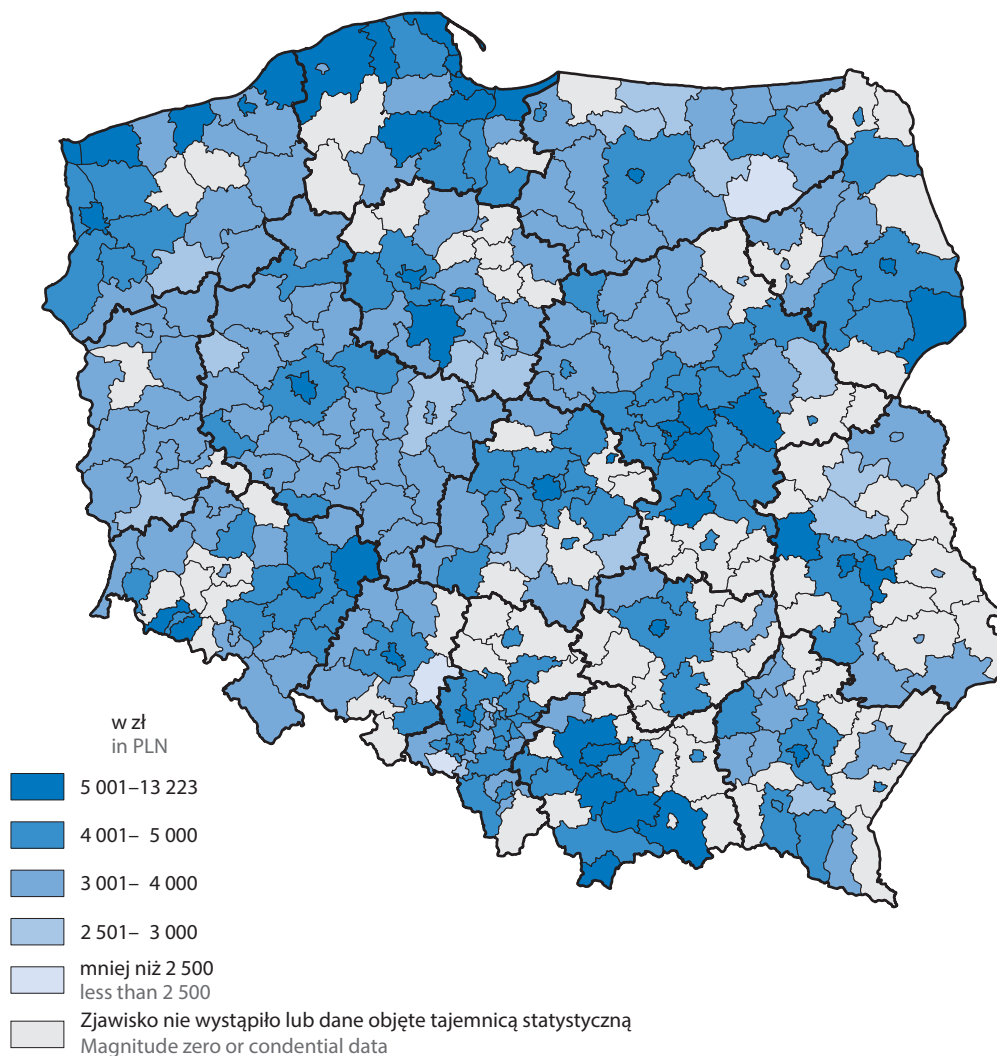 w zł
in PLN
5 001–13 223
4 001– 5 000
3 001– 4 000
2 501– 3 000
mniej niż 2 500
less than 2 500
Zjawisko nie wystąpiło lub dane objęte tajemnicą statystyczną
Magnitude zero or condential data